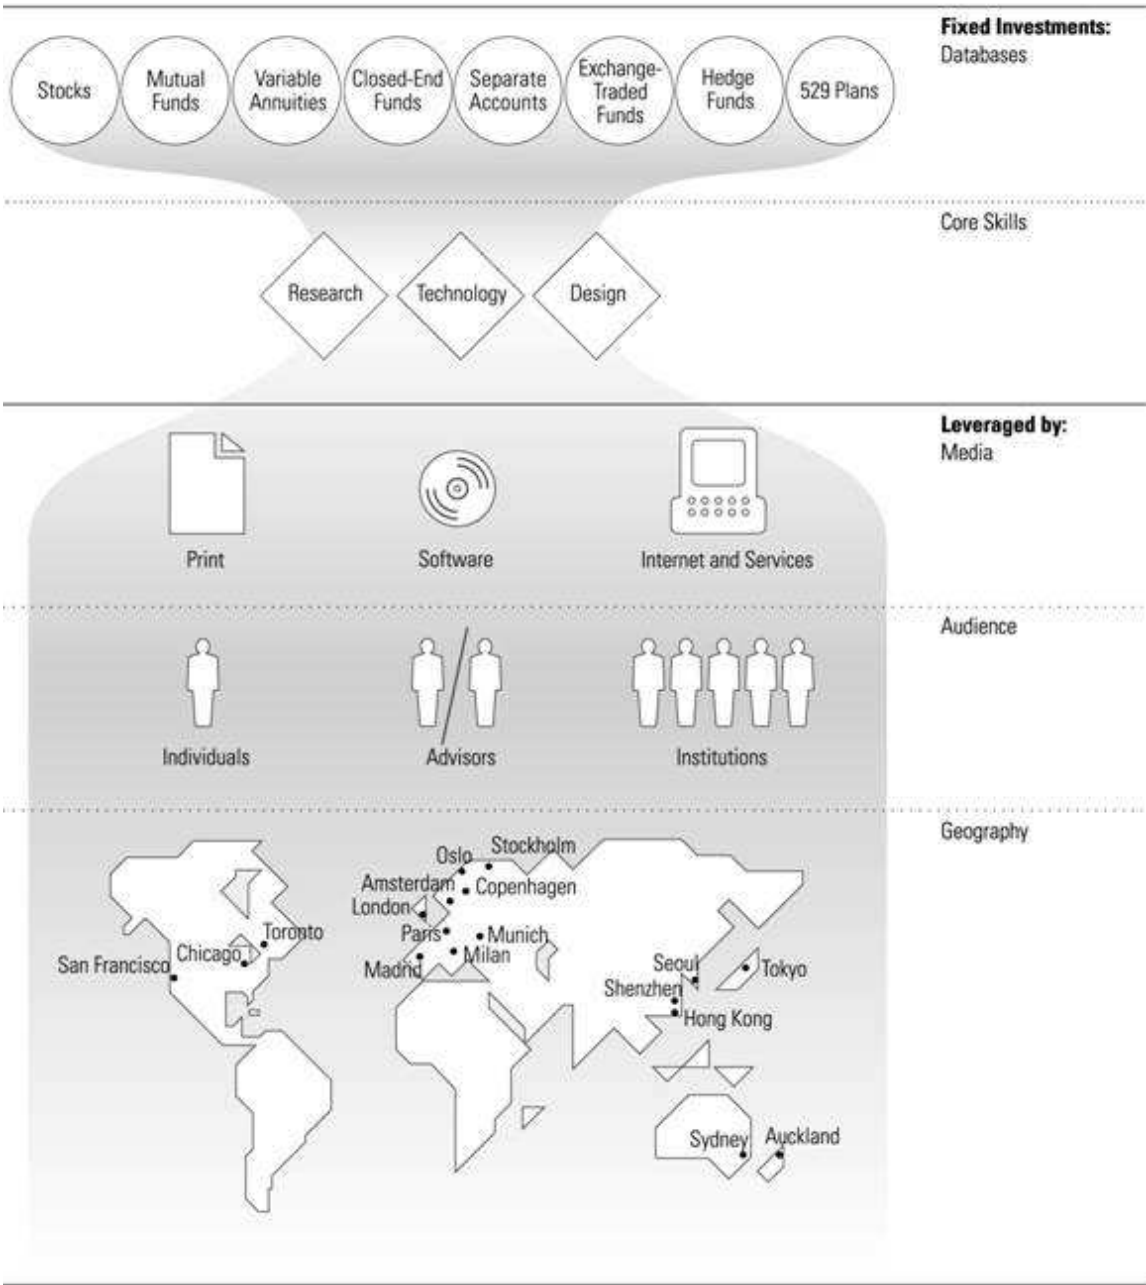 Fixed Investments:
Databases
Stocks
Mutual
Funds
Variable
Annuities
Closed-End
Funds
Separate
Accounts
Exchange-
Traded
Funds
Hedge
Funds
529 Plans
Core Skills
Research
Technology
Design
Leveraged by:
Media
Print
Software
Internet and Services
Audience
Individuals
Advisors
Institutions
Geography
Stockholm
Oslo
Amsterdam
Copenhagen
London
Toronto
Paris
Munich
Chicago
Milan
San Francisco
Madrid
Seoul
Tokyo
Shenzhen
Hong Kong
Sydney
Auckland